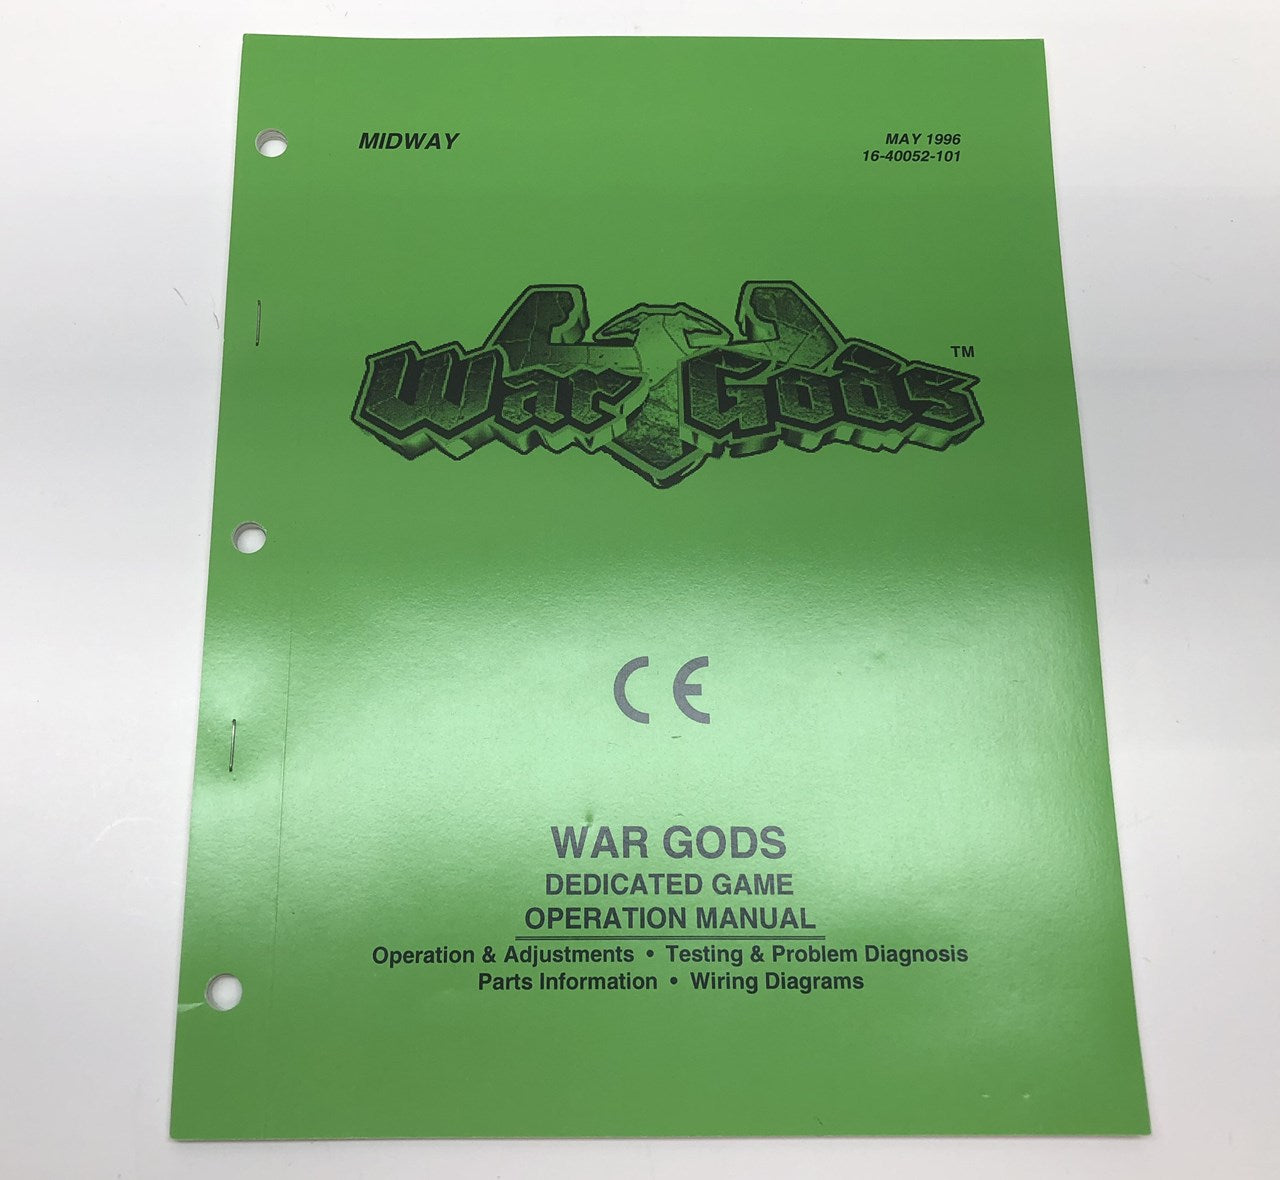 MIDWAY
MAY 1996
16-40052-101
War Gods
TM
CE
WAR GODS
DEDICATED GAME
OPERATION MANUAL
Operation & Adjustments • Testing & Problem Diagnosis
Parts Information • Wiring Diagrams